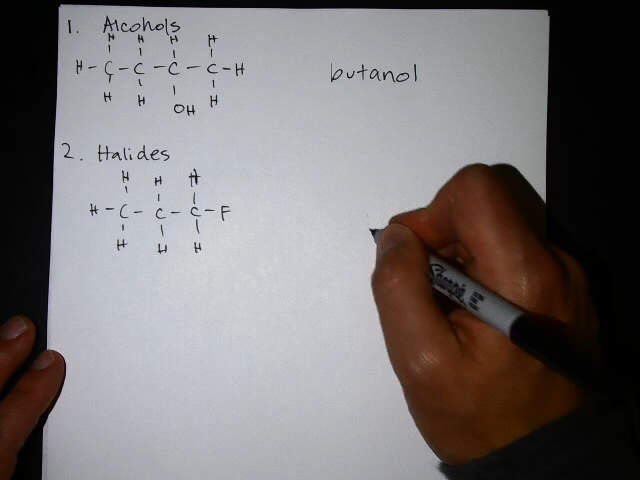 1. Alcohols
H H H H
H - C - C - C - C - H
H H OH H
butanol
2. Halides
H H H
H - C - C - C - F
H H H
Sharpie